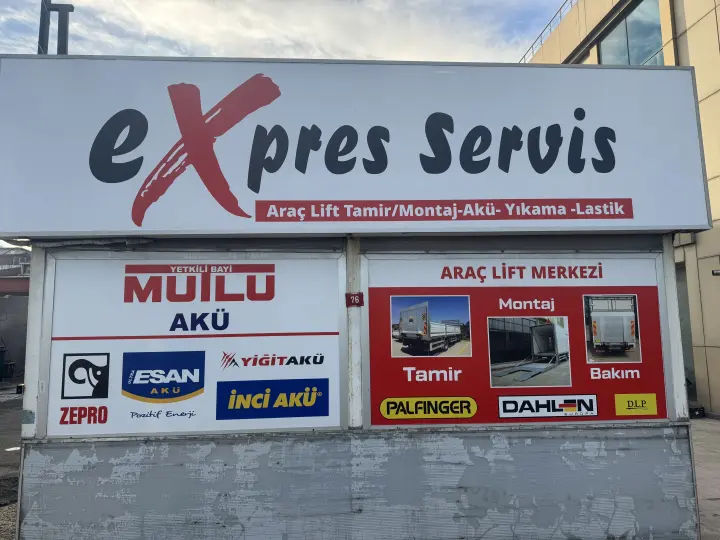 eXpres Servis
Araç Lift Tamir/Montaj-Akü- Yıkama -Lastik
YETKİLİ BAYİ
MUTLU
AKÜ
ZEPRO
ESAN
AKÜ
Pozitif Enerji
YİĞİTAKÜ
İNCİ AKÜ®
76
ARAÇ LİFT MERKEZİ
Montaj
Tamir
Bakım
PALFINGER
DAHLEN
EUROPA
DLP